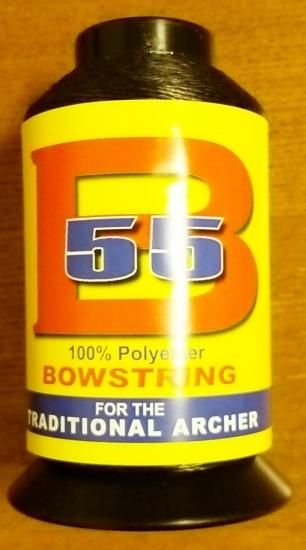 B
55
100% Polyester
BOWSTRING
FOR THE
TRADITIONAL ARCHER